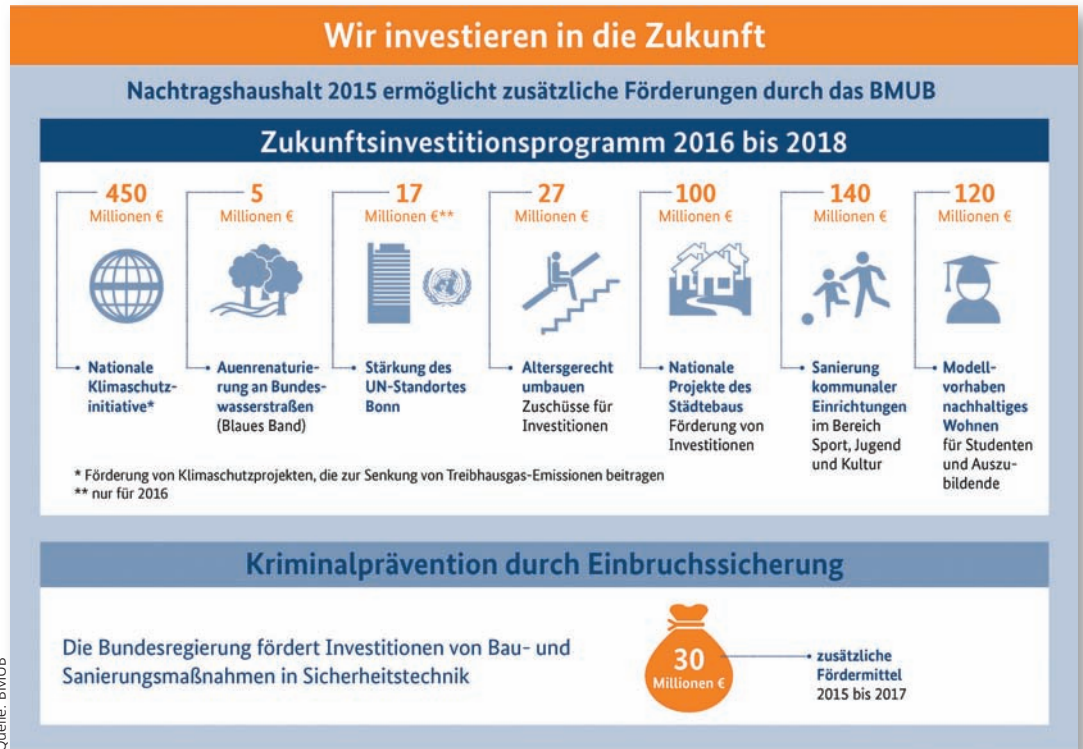 Wir investieren in die Zukunft
Nachtragshaushalt 2015 ermöglicht zusätzliche Förderungen durch das BMUB
Zukunftsinvestitionsprogramm 2016 bis 2018
450
Millionen €
Nationale
Klimaschutz-
initiative*
5
Millionen €
Auenrenaturie-
rung an Bundes-
wasserstraßen
(Blaues Band)
17
Millionen €**
Stärkung des
UN-Standortes
Bonn
27
Millionen €
Altersgerecht
umbauen
Zuschüsse für
Investitionen
100
Millionen €
Nationale
Projekte des
Städtebaus
Förderung von
Investitionen
140
Millionen €
Sanierung
kommunaler
Einrichtungen
im Bereich
Sport, Jugend
und Kultur
120
Millionen €
Modell-
vorhaben
nachhaltiges
Wohnen
für Studenten
und Auszu-
bildende
* Förderung von Klimaschutzprojekten, die zur Senkung von Treibhausgas-Emissionen beitragen
** nur für 2016
Kriminalprävention durch Einbruchssicherung
Die Bundesregierung fördert Investitionen von Bau- und
Sanierungsmaßnahmen in Sicherheitstechnik
30
Millionen €
zusätzliche
Fördermittel
2015 bis 2017
Quelle: BMUB